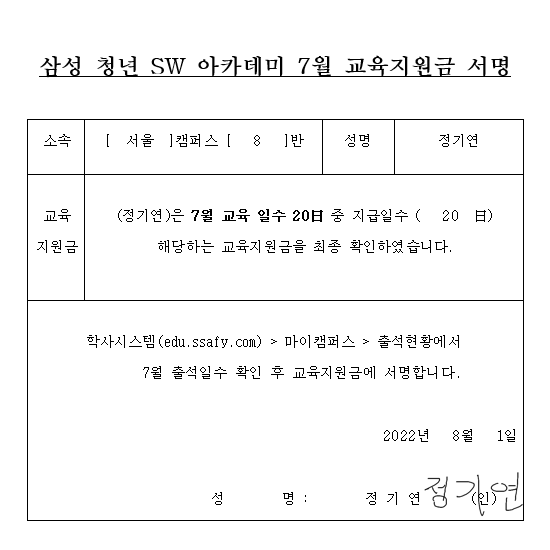 삼성 청년 SW 아카데미 7월 교육지원금 서명
소속 [ 서울 ]캠퍼스 [ 8 ]반 성명 정기연
교육
지원금
(정기연)은 7월 교육 일수 20日 중 지급일수 ( 20 日)
해당하는 교육지원금을 최종 확인하였습니다.
학사시스템(edu.ssafy.com) > 마이캠퍼스 > 출석현황에서
7월 출석일수 확인 후 교육지원금에 서명합니다.
2022년 8월 1일
성 명 : 정 기 연 (인) 정기연